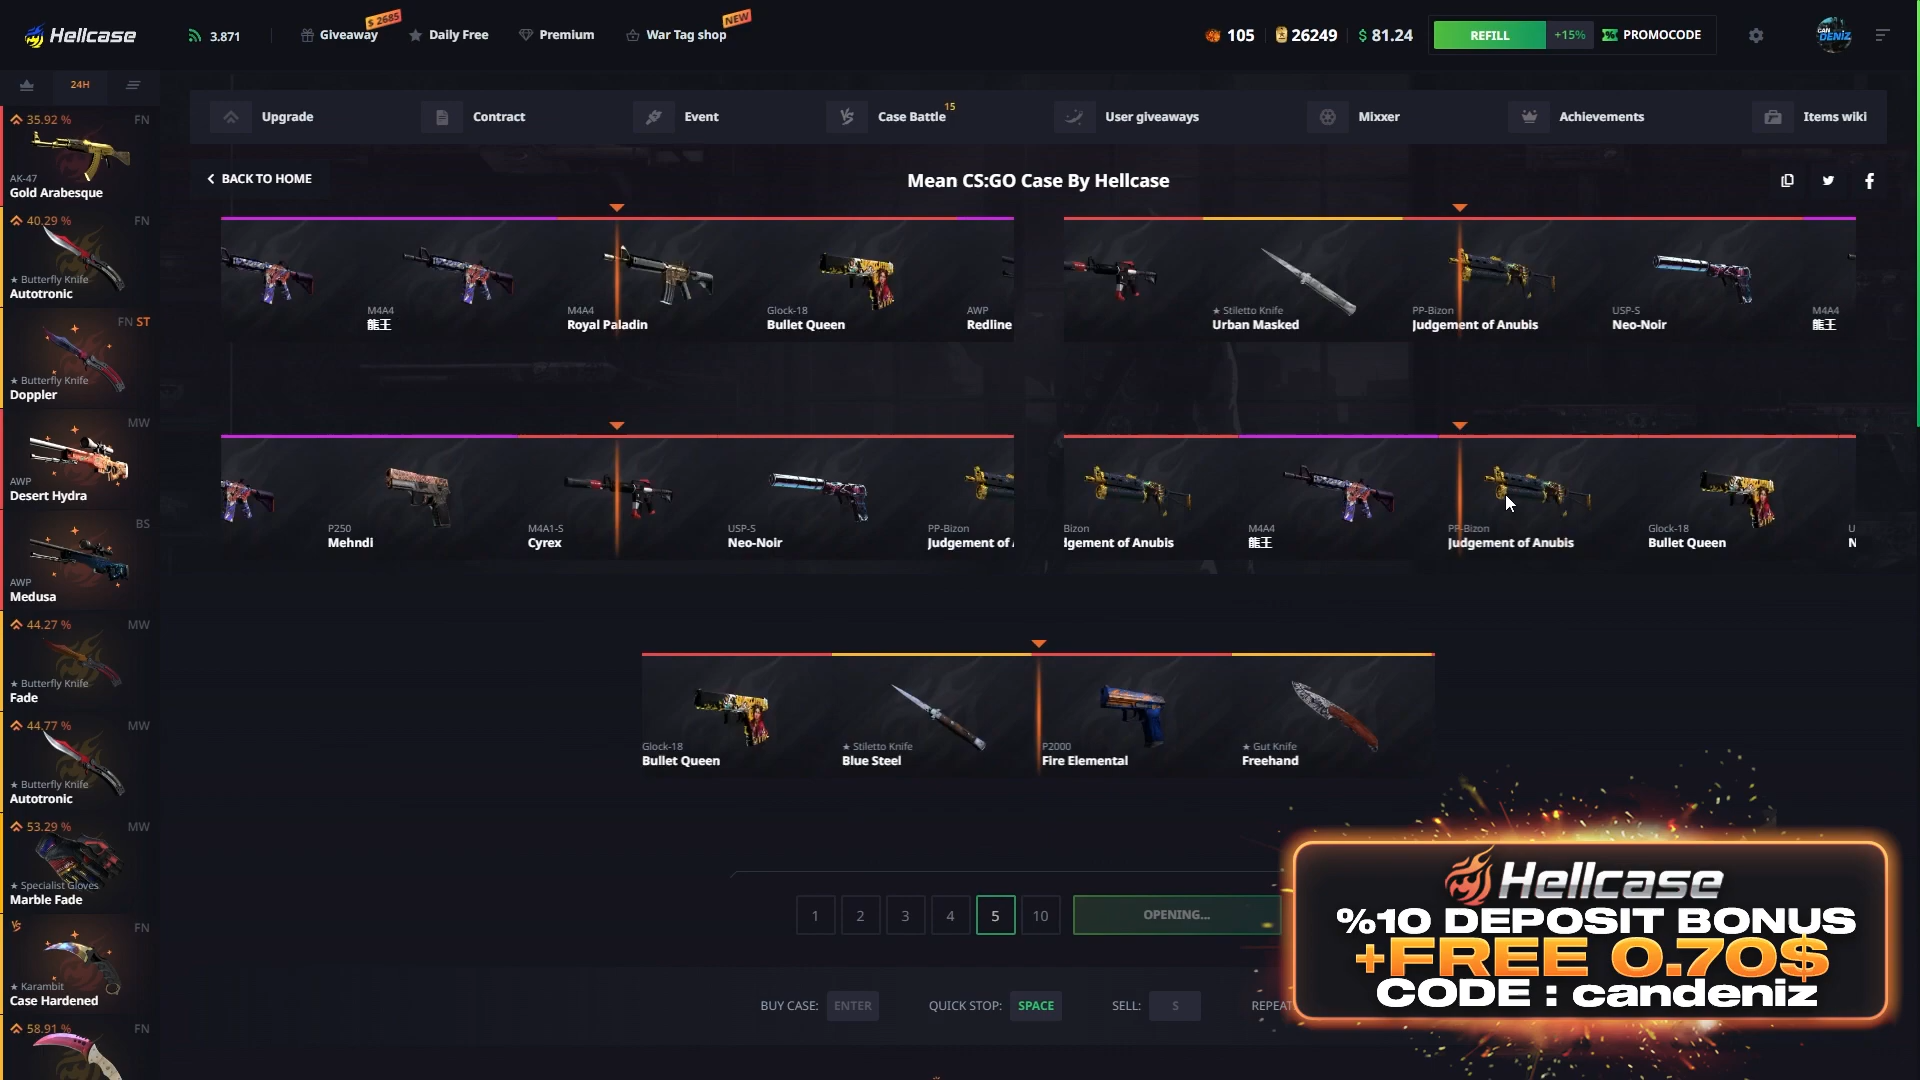 Hellcase
3.871
Giveaway
$ 2685
Daily Free
Premium
War Tag shop
NEW
105
26249
$ 81.24
REFILL
+15%
PROMOCODE
CAN
DENİZ
24H
Upgrade
Contract
Event
Case Battle
15
User giveaways
Mixxer
Achievements
Items wiki
BACK TO HOME
Mean CS:GO Case By Hellcase
35.92 %
FN
AK-47
Gold Arabesque
40.29 %
FN
★ Butterfly Knife
Autotronic
FN ST
★ Butterfly Knife
Doppler
MW
AWP
Desert Hydra
BS
AWP
Medusa
44.27 %
MW
★ Butterfly Knife
Fade
44.77 %
MW
★ Butterfly Knife
Autotronic
53.29 %
MW
★ Specialist Gloves
Marble Fade
FN
★ Karambit
Case Hardened
58.91 %
FN
M4A4
龍王
M4A4
Royal Paladin
Glock-18
Bullet Queen
AWP
Redline
★ Stiletto Knife
Urban Masked
PP-Bizon
Judgement of Anubis
USP-S
Neo-Noir
M4A4
龍王
P250
Mehndi
M4A1-S
Cyrex
USP-S
Neo-Noir
PP-Bizon
Judgement of
Bizon
dgement of Anubis
M4A4
龍王
PP-Bizon
Judgement of Anubis
Glock-18
Bullet Queen
U
N
Glock-18
Bullet Queen
★ Stiletto Knife
Blue Steel
P2000
Fire Elemental
★ Gut Knife
Freehand
1
2
3
4
5
10
OPENING...
BUY CASE:
ENTER
QUICK STOP:
SPACE
SELL:
S
REPEAT
Hellcase
%10 DEPOSIT BONUS
+FREE 0.70$
CODE : candeniz